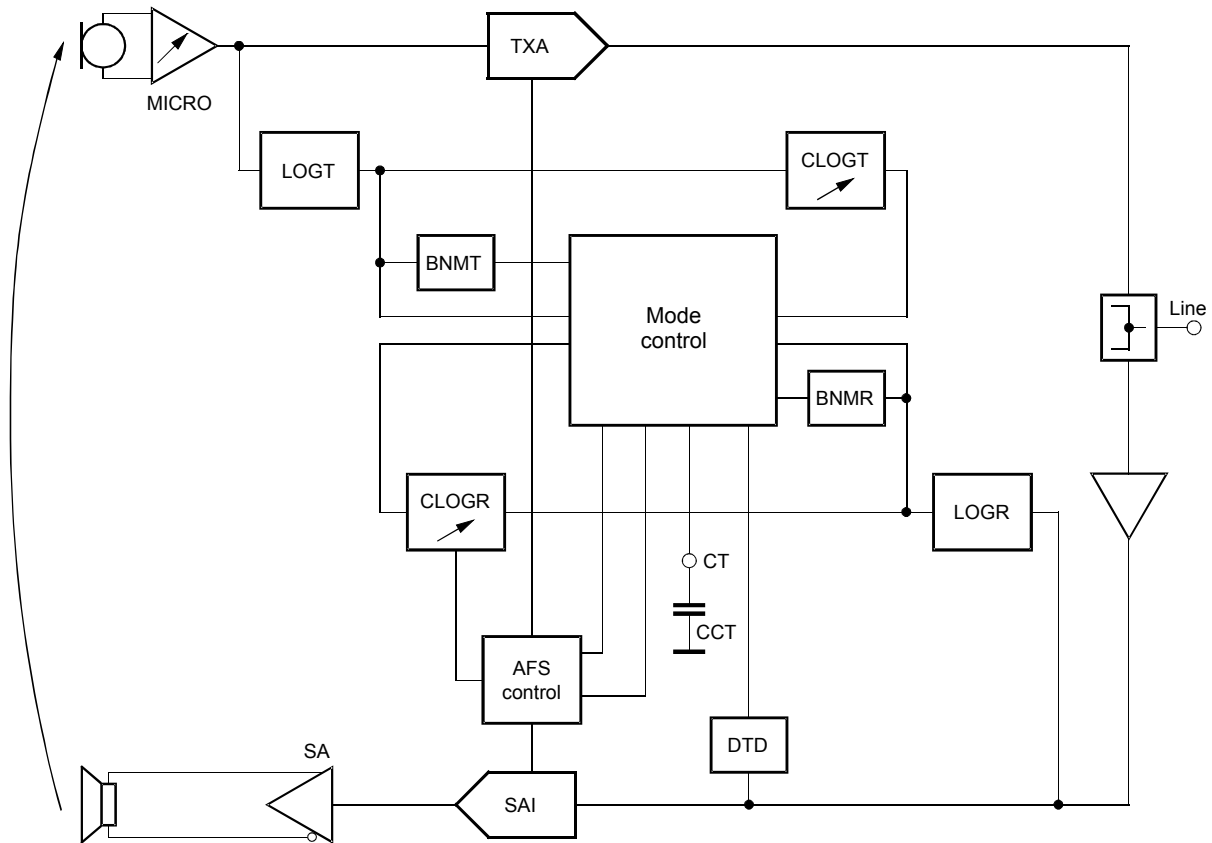 TXA
MICRO
LOGT
CLOGT
BNMT
Mode
control
Line
BNMR
CLOGR
LOGR
CT
CCT
AFS
control
DTD
SA
SAI